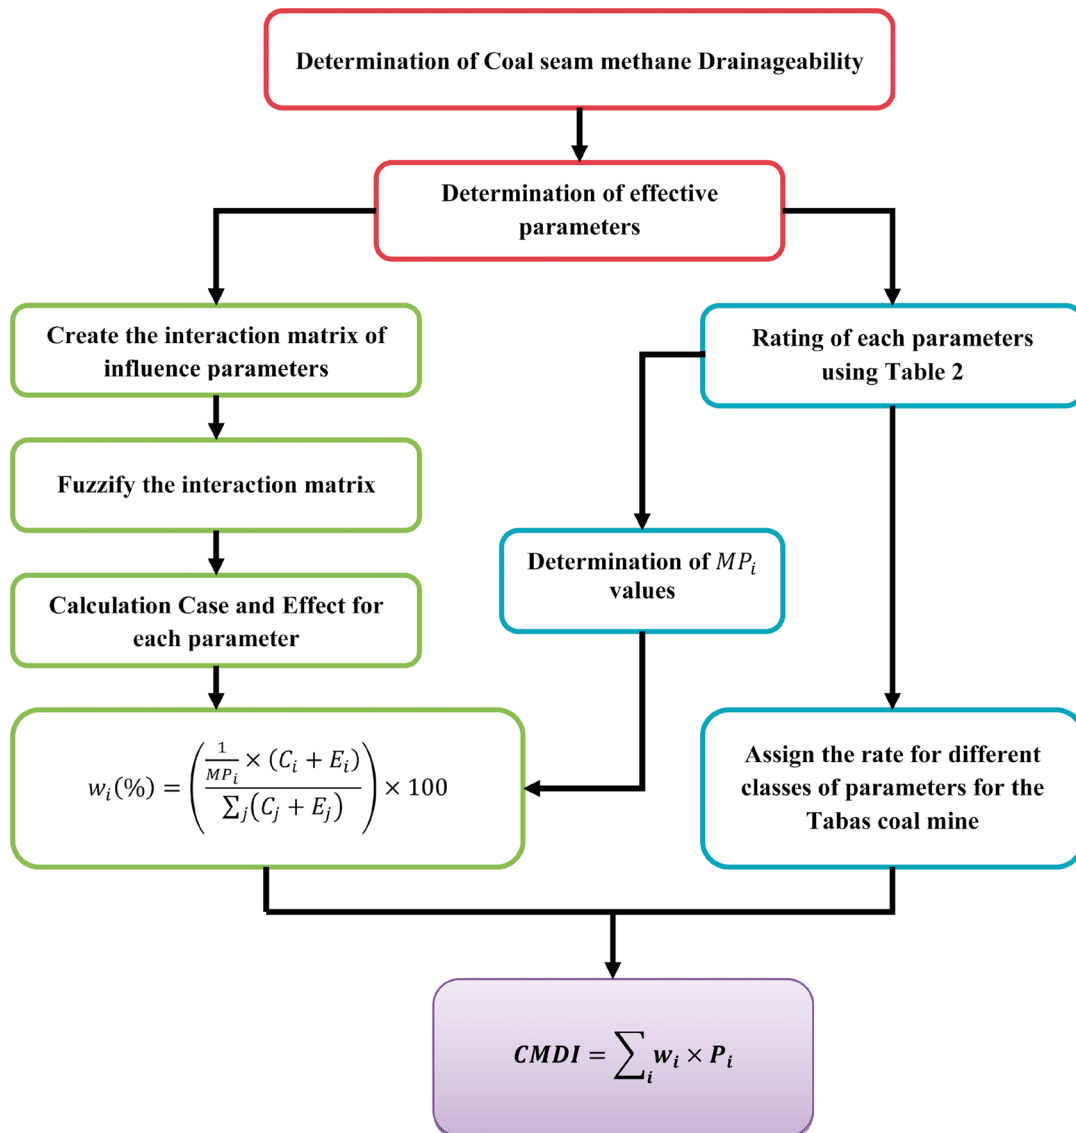 Determination of Coal seam methane Drainageability
Determination of effective
parameters
Create the interaction matrix of
influence parameters
Fuzzify the interaction matrix
Calculation Case and Effect for
each parameter
w_i(%) = ( (1/MP_i × (C_i + E_i)) / (∑_j(C_j + E_j)) ) × 100
Rating of each parameters
using Table 2
Determination of MP_i
values
Assign the rate for different
classes of parameters for the
Tabas coal mine
CMDI = ∑_i w_i × P_i